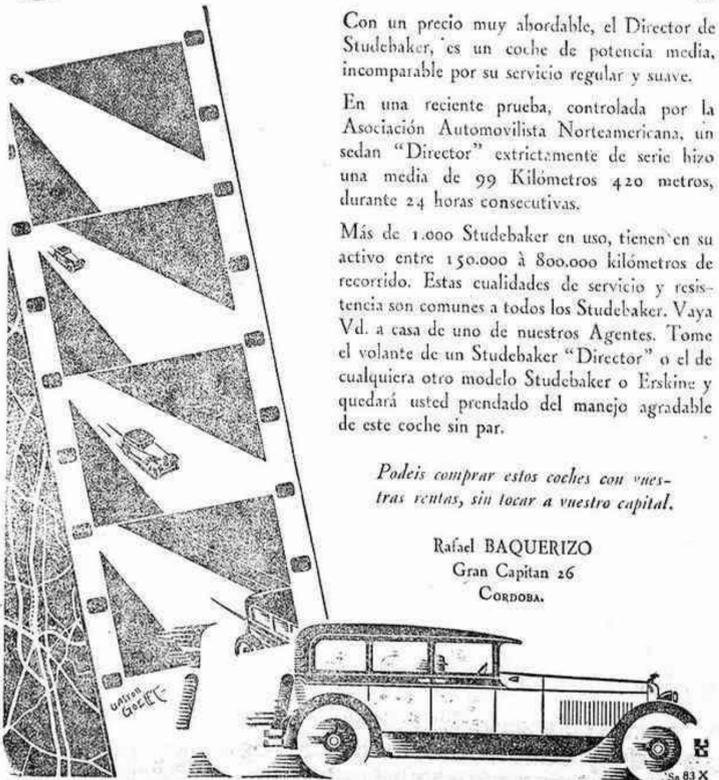 Con un precio muy abordable, el Director de
Studebaker, es un coche de potencia media,
incomparable por su servicio regular y suave.
En una reciente prueba, controlada por la
Asociación Automovilista Norteamericana, un
sedan "Director" extrictamente de serie hizo
una media de 99 Kilómetros 420 metros,
durante 24 horas consecutivas.
Más de 1.000 Studebaker en uso, tienen en su
activo entre 150.000 à 800.000 kilómetros de
recorrido. Estas cualidades de servicio y resis-
tencia son comunes a todos los Studebaker. Vaya
Vd. a casa de uno de nuestros Agentes. Tome
el volante de un Studebaker "Director" o el de
cualquiera otro modelo Studebaker o Erskine y
quedará usted prendado del manejo agradable
de este coche sin par.
Podeis comprar estos coches con vues-
tras rentas, sin tocar a vuestro capital.
Rafael BAQUERIZO
Gran Capitan 26
CORDOBA.
Sa 83 X